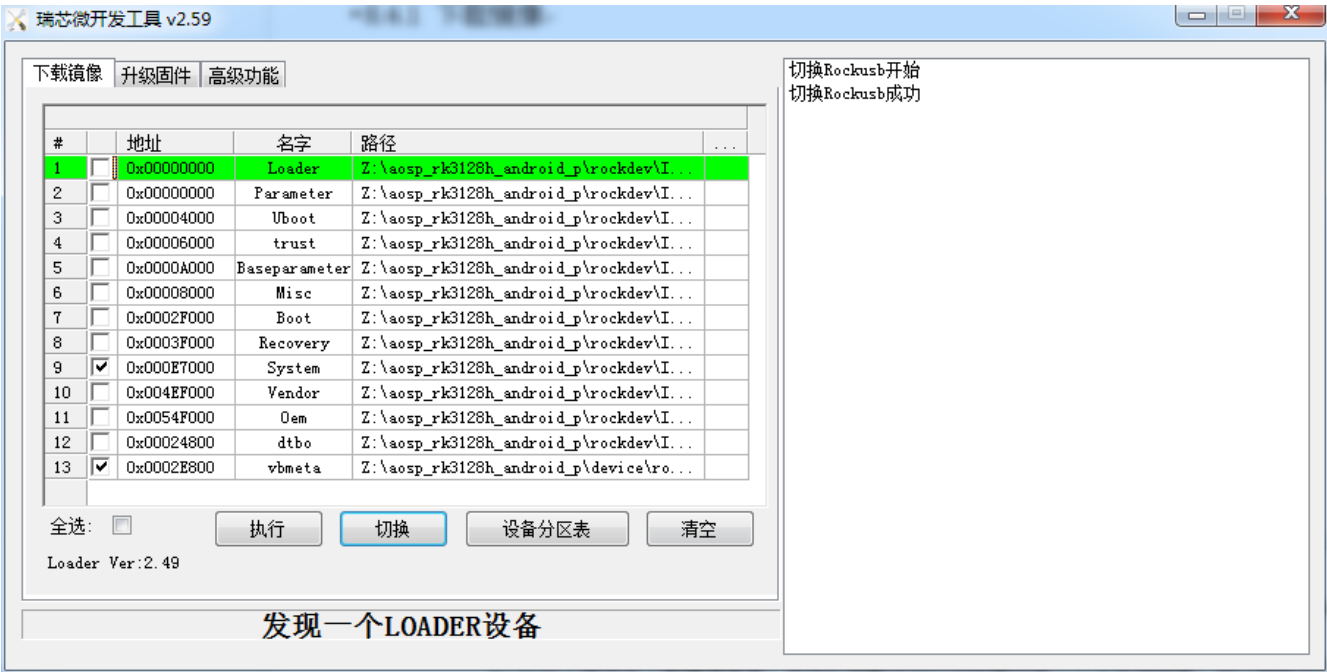 瑞芯微开发工具 v2.59
下载镜像 升级固件 高级功能
# 地址 名字 路径 ...
1 0x00000000 Loader Z:\aosp_rk3128h_android_p\rockdev\I...
2 0x00000000 Parameter Z:\aosp_rk3128h_android_p\rockdev\I...
3 0x00004000 Uboot Z:\aosp_rk3128h_android_p\rockdev\I...
4 0x00006000 trust Z:\aosp_rk3128h_android_p\rockdev\I...
5 0x0000A000 Baseparameter Z:\aosp_rk3128h_android_p\rockdev\I...
6 0x00008000 Misc Z:\aosp_rk3128h_android_p\rockdev\I...
7 0x0002F000 Boot Z:\aosp_rk3128h_android_p\rockdev\I...
8 0x0003F000 Recovery Z:\aosp_rk3128h_android_p\rockdev\I...
9 0x000E7000 System Z:\aosp_rk3128h_android_p\rockdev\I...
10 0x004EF000 Vendor Z:\aosp_rk3128h_android_p\rockdev\I...
11 0x0054F000 Oem Z:\aosp_rk3128h_android_p\rockdev\I...
12 0x00024800 dtbo Z:\aosp_rk3128h_android_p\rockdev\I...
13 0x0002E800 vbmeta Z:\aosp_rk3128h_android_p\device\ro...
全选: 执行 切换 设备分区表 清空
Loader Ver:2.49
发现一个LOADER设备
切换Rockusb开始
切换Rockusb成功